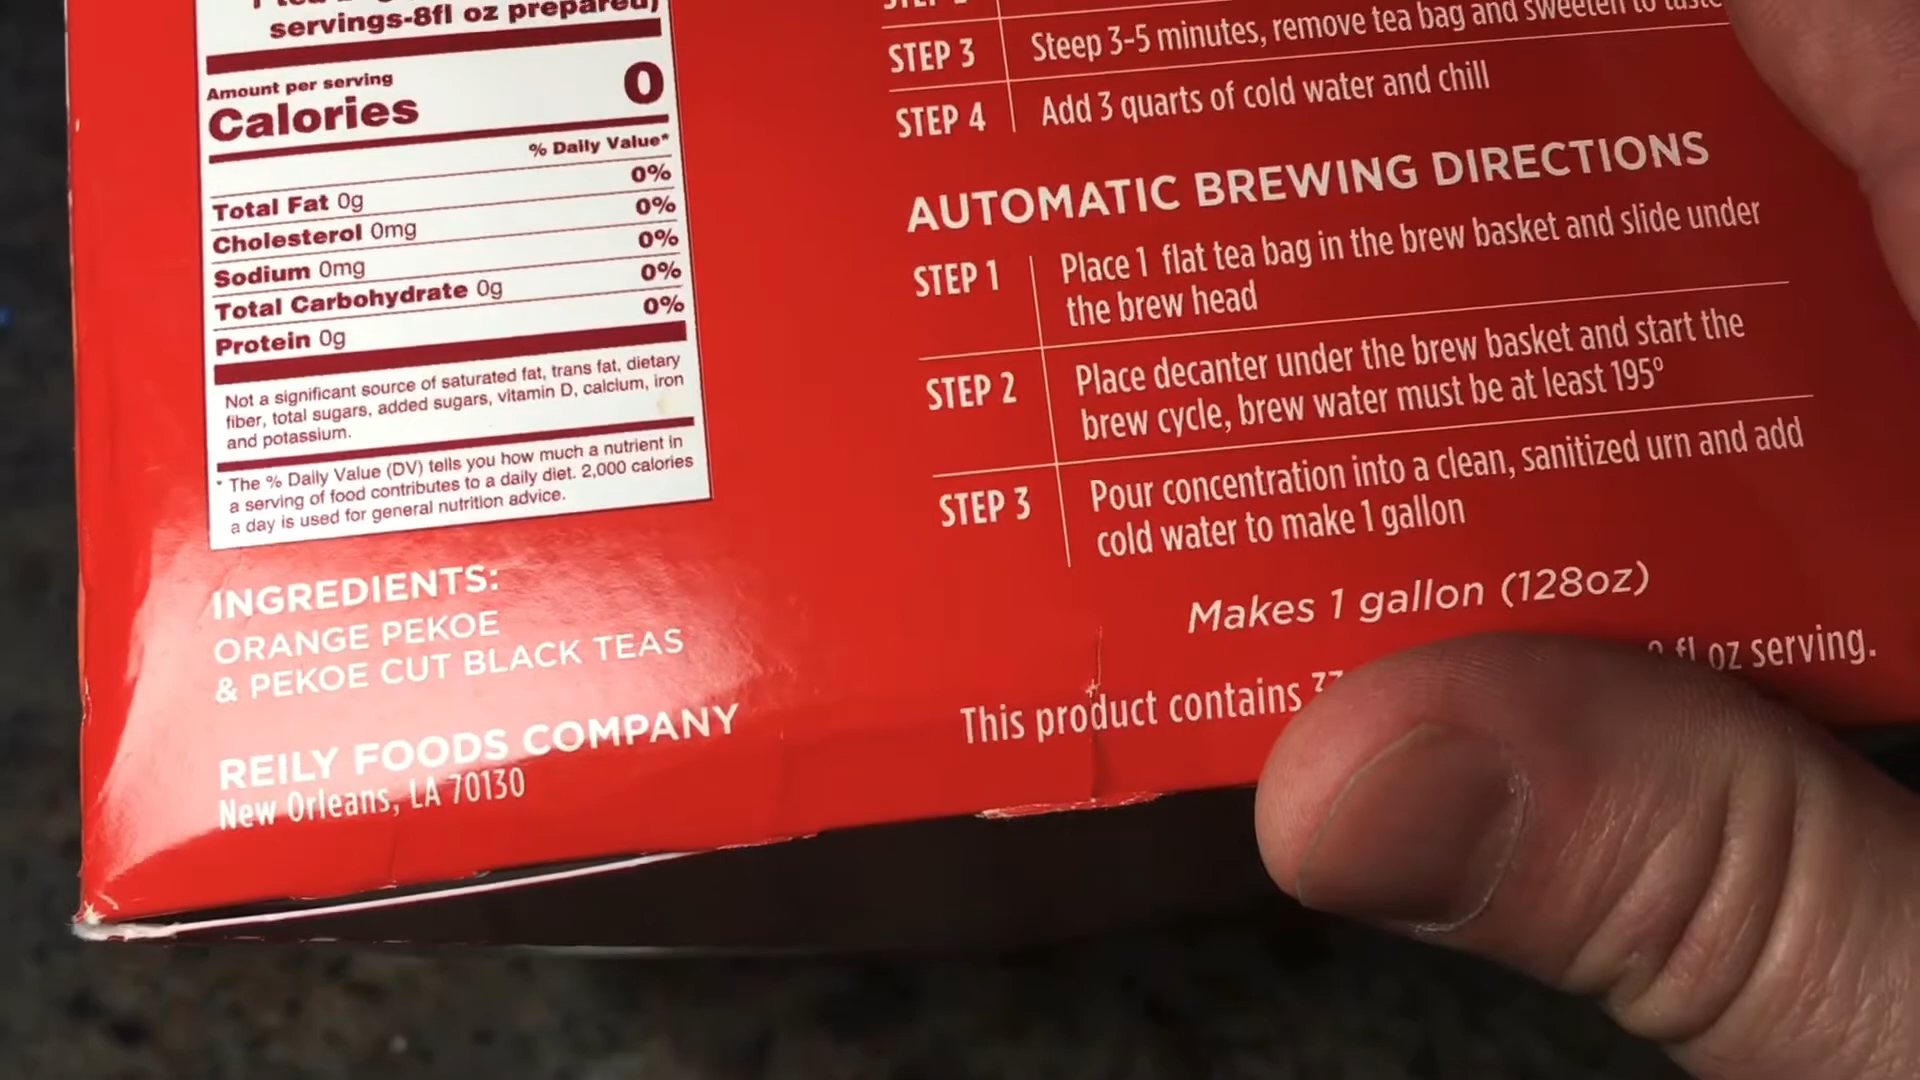 servings-8fl oz prepared)
Amount per serving
Calories 0
% Daily Value*
Total Fat 0g 0%
Cholesterol 0mg 0%
Sodium 0mg 0%
Total Carbohydrate 0g 0%
Protein 0g 0%
Not a significant source of saturated fat, trans fat, dietary
fiber, total sugars, added sugars, vitamin D, calcium, iron
and potassium.
* The % Daily Value (DV) tells you how much a nutrient in
a serving of food contributes to a daily diet. 2,000 calories
a day is used for general nutrition advice.
INGREDIENTS:
ORANGE PEKOE
& PEKOE CUT BLACK TEAS
REILY FOODS COMPANY
New Orleans, LA 70130
STEP 3 Steep 3-5 minutes, remove tea bag and sweeten to taste
STEP 4 Add 3 quarts of cold water and chill
AUTOMATIC BREWING DIRECTIONS
STEP 1 Place 1 flat tea bag in the brew basket and slide under
the brew head
STEP 2 Place decanter under the brew basket and start the
brew cycle, brew water must be at least 195°
STEP 3 Pour concentration into a clean, sanitized urn and add
cold water to make 1 gallon
Makes 1 gallon (128oz)
This product contains fl oz serving.